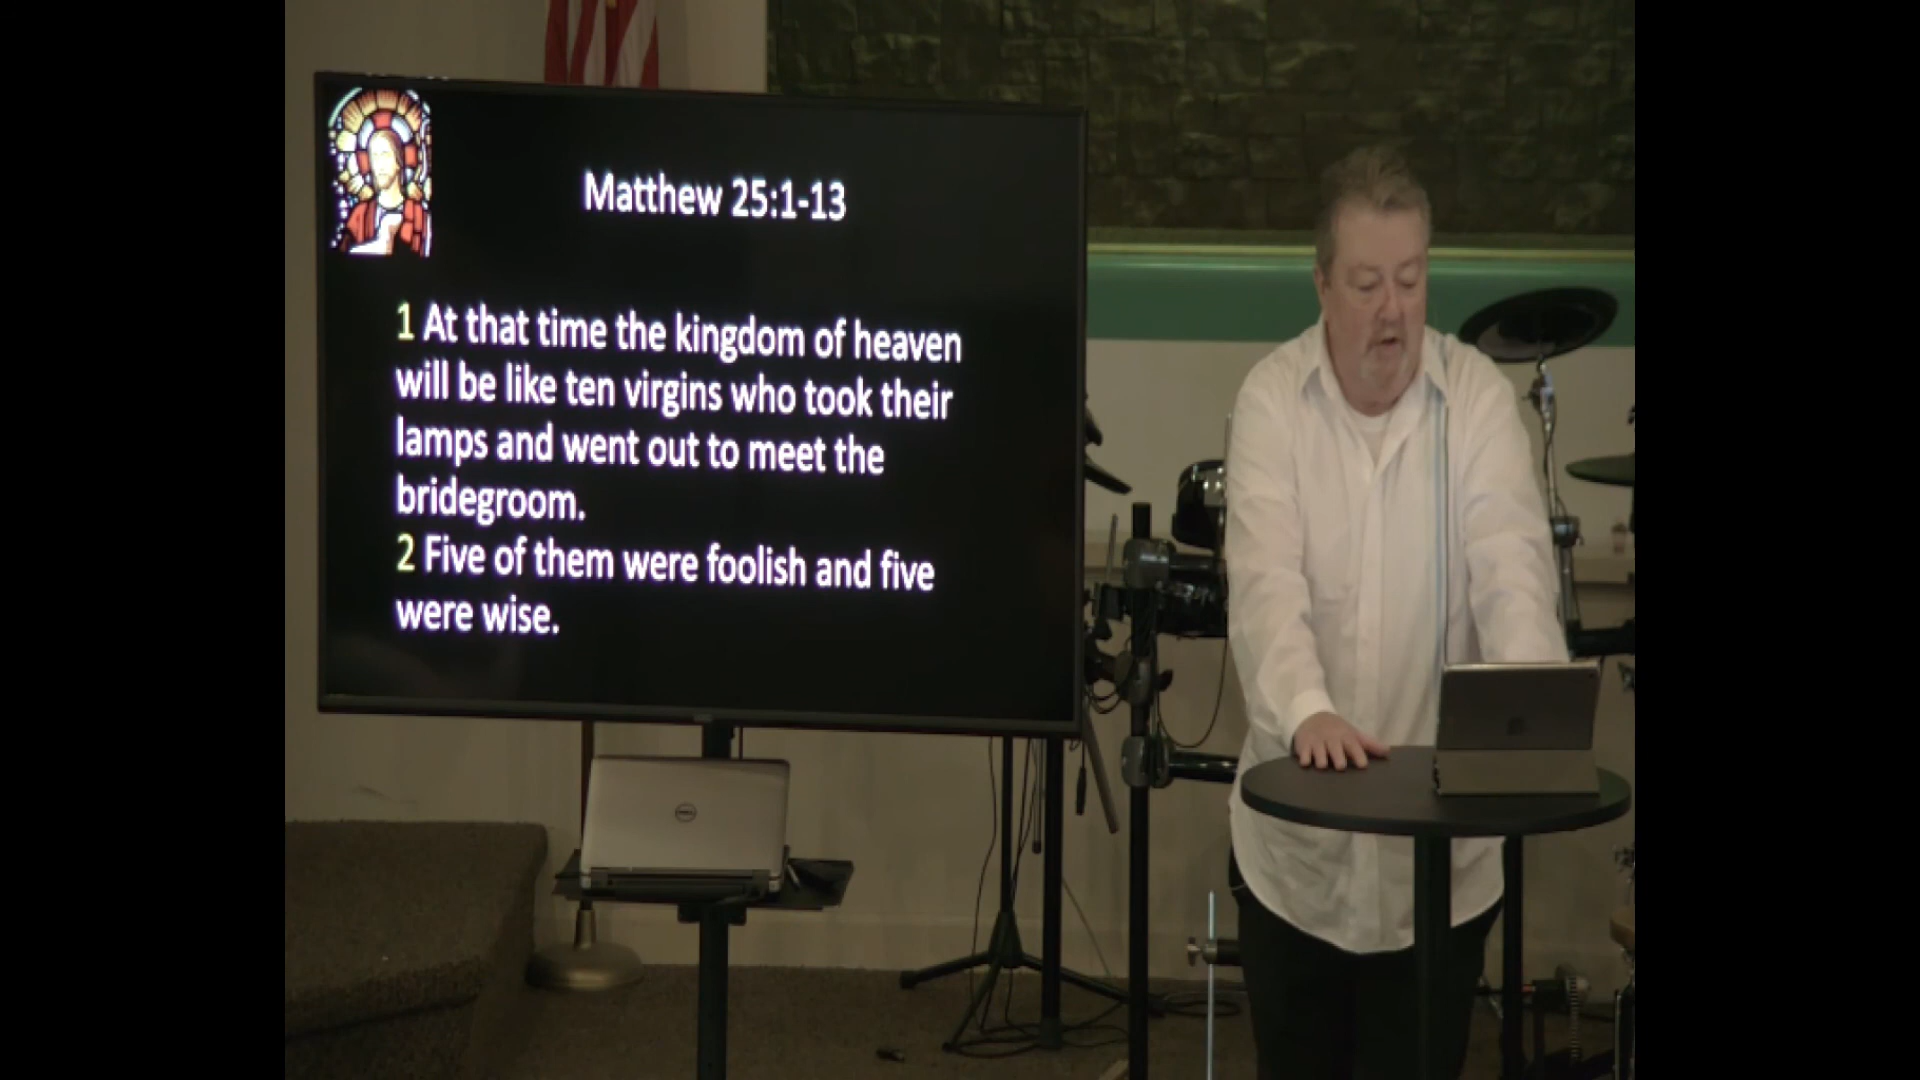 Matthew 25:1-13
1 At that time the kingdom of heaven
will be like ten virgins who took their
lamps and went out to meet the
bridegroom.
2 Five of them were foolish and five
were wise.
DELL